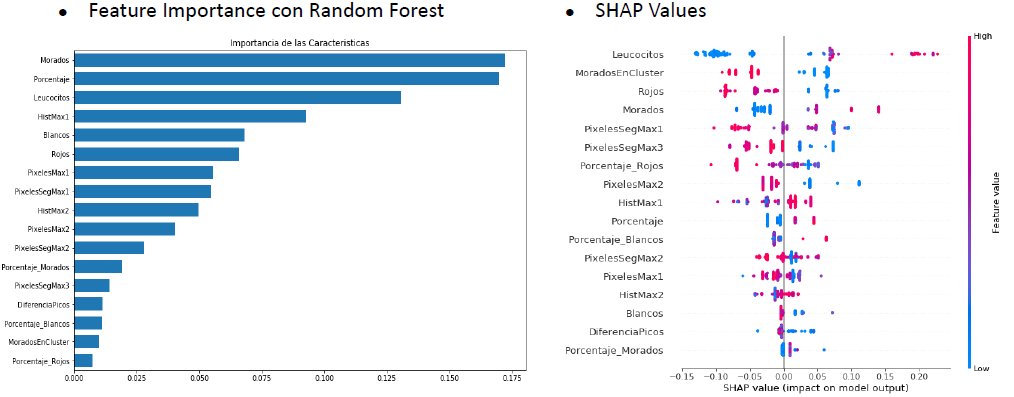 • Feature Importance con Random Forest
Importancia de las Caracteristicas
Morados
Porcentaje
Leucocitos
HistMax1
Blancos
Rojos
PixelesMax1
PixelesSegMax1
HistMax2
PixelesMax2
PixelesSegMax2
Porcentaje_Morados
PixelesSegMax3
DiferenciaPicos
Porcentaje_Blancos
MoradosEnCluster
Porcentaje_Rojos
0.000 0.025 0.050 0.075 0.100 0.125 0.150 0.175
• SHAP Values
Leucocitos
MoradosEnCluster
Rojos
Morados
PixelesSegMax1
PixelesSegMax3
Porcentaje_Rojos
PixelesMax2
HistMax1
Porcentaje
Porcentaje_Blancos
PixelesSegMax2
PixelesMax1
HistMax2
Blancos
DiferenciaPicos
Porcentaje_Morados
−0.15 −0.10 −0.05 0.00 0.05 0.10 0.15 0.20
SHAP value (impact on model output)
High
Feature value
Low